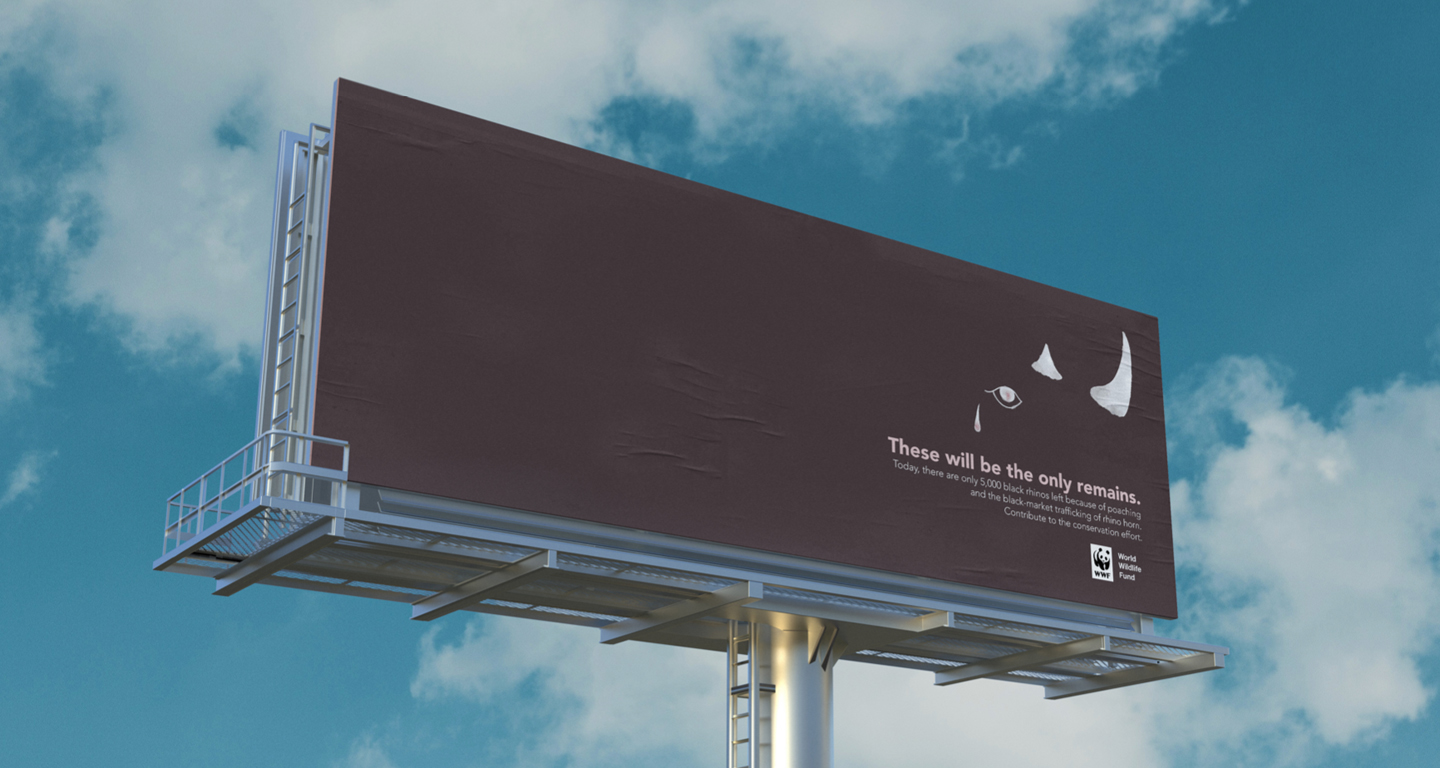 These will be the only remains.
Today, there are only 5,000 black rhinos left because of poaching
and the black-market trafficking of rhino horn.
Contribute to the conservation effort.
WWF
World
Wildlife
Fund